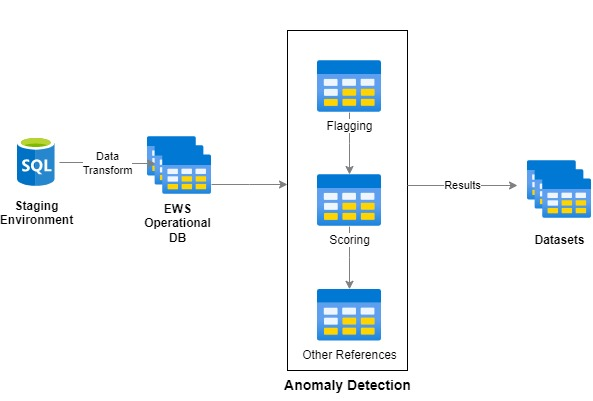 Flagging
SQL
Data
Transform
Staging
Environment
EWS
Operational
DB
Scoring
Results
Datasets
Other References
Anomaly Detection